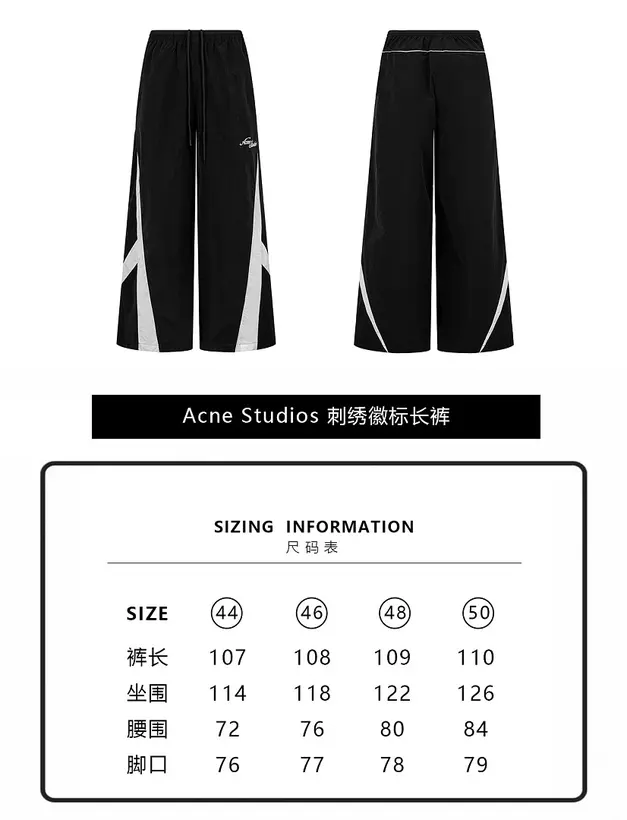 Acne
Studios
Acne Studios 刺绣徽标长裤
SIZING INFORMATION
尺码表
SIZE 44 46 48 50
裤长 107 108 109 110
坐围 114 118 122 126
腰围 72 76 80 84
脚口 76 77 78 79